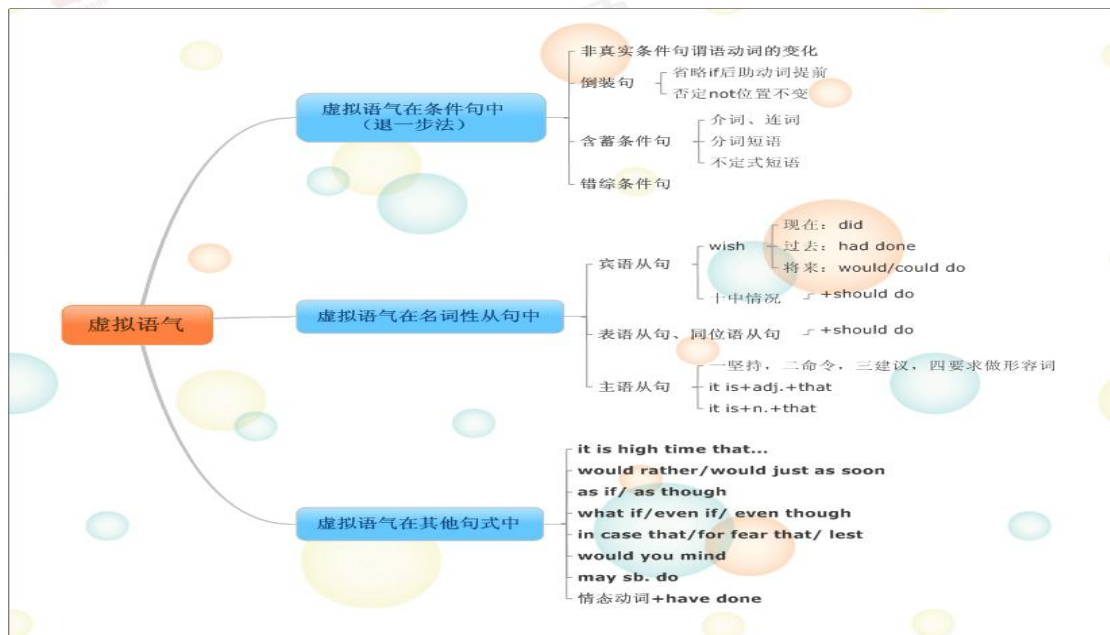 虚拟语气
虚拟语气在条件句中
(退一步法)
非真实条件句谓语动词的变化
倒装句
省略if后助动词提前
否定not位置不变
含蓄条件句
介词、连词
分词短语
不定式短语
错综条件句
虚拟语气在名词性从句中
宾语从句
wish
现在：did
过去：had done
将来：would/could do
十中情况
+should do
表语从句、同位语从句
+should do
主语从句
一坚持，二命令，三建议，四要求做形容词
it is+adj.+that
it is+n.+that
虚拟语气在其他句式中
it is high time that...
would rather/would just as soon
as if/ as though
what if/even if/ even though
in case that/for fear that/ lest
would you mind
may sb. do
情态动词+have done